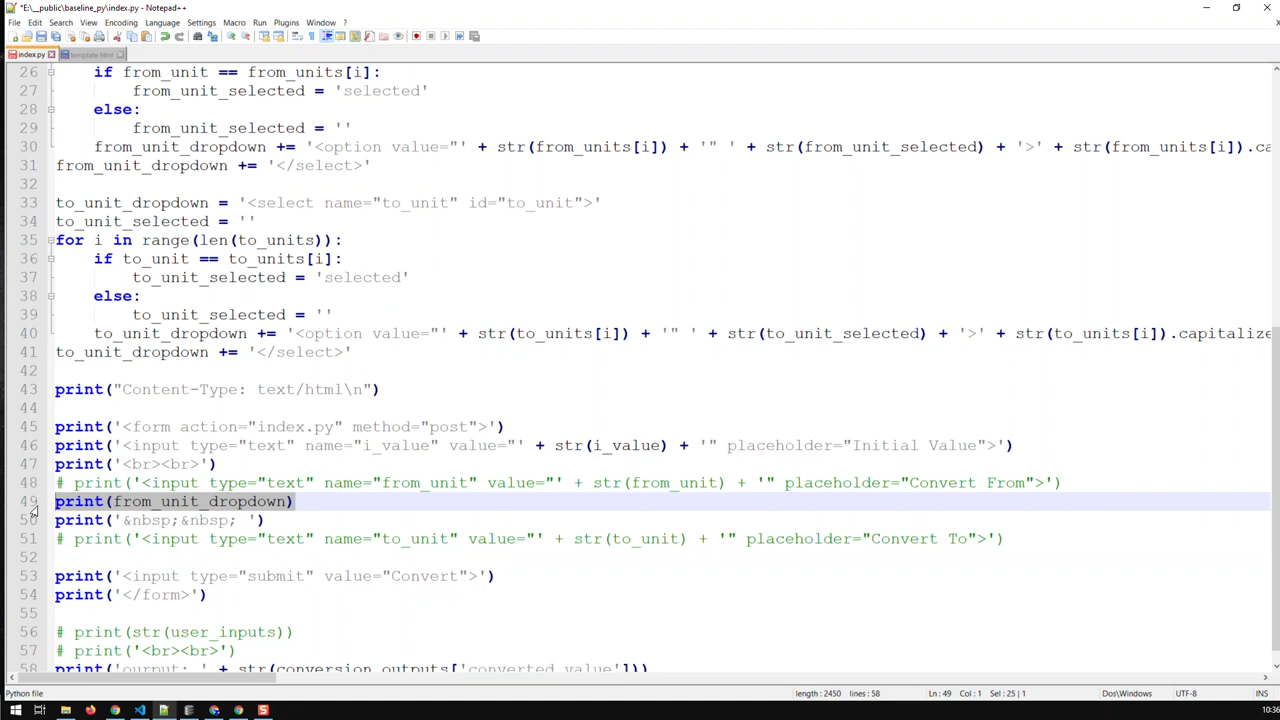 *E:\__public\baseline_py\index.py - Notepad++
File Edit Search View Encoding Language Settings Macro Run Plugins Window ?
index.py template.html
26 if from_unit == from_units[i]:
27 from_unit_selected = 'selected'
28 else:
29 from_unit_selected = ''
30 from_unit_dropdown += '<option value="' + str(from_units[i]) + '" ' + str(from_unit_selected) + '>' + str(from_units[i]).ca
31 from_unit_dropdown += '</select>'
32
33 to_unit_dropdown = '<select name="to_unit" id="to_unit">'
34 to_unit_selected = ''
35 for i in range(len(to_units)):
36 if to_unit == to_units[i]:
37 to_unit_selected = 'selected'
38 else:
39 to_unit_selected = ''
40 to_unit_dropdown += '<option value="' + str(to_units[i]) + '" ' + str(to_unit_selected) + '>' + str(to_units[i]).capitalize
41 to_unit_dropdown += '</select>'
42
43 print("Content-Type: text/html\n")
44
45 print('<form action="index.py" method="post">')
46 print('<input type="text" name="i_value" value="' + str(i_value) + '" placeholder="Initial Value">')
47 print('<br><br>')
48 # print('<input type="text" name="from_unit" value="' + str(from_unit) + '" placeholder="Convert From">')
49 print(from_unit_dropdown)
50 print('&nbsp;&nbsp; ')
51 # print('<input type="text" name="to_unit" value="' + str(to_unit) + '" placeholder="Convert To">')
52
53 print('<input type="submit" value="Convert">')
54 print('</form>')
55
56 # print(str(user_inputs))
57 # print('<br><br>')
58 print('ourput: ' + str(conversion_outputs['converted_value']))
Python file length : 2450 lines : 58 Ln : 49 Col : 1 Sel : 25 | 1 Dos\Windows UTF-8 INS
10:36